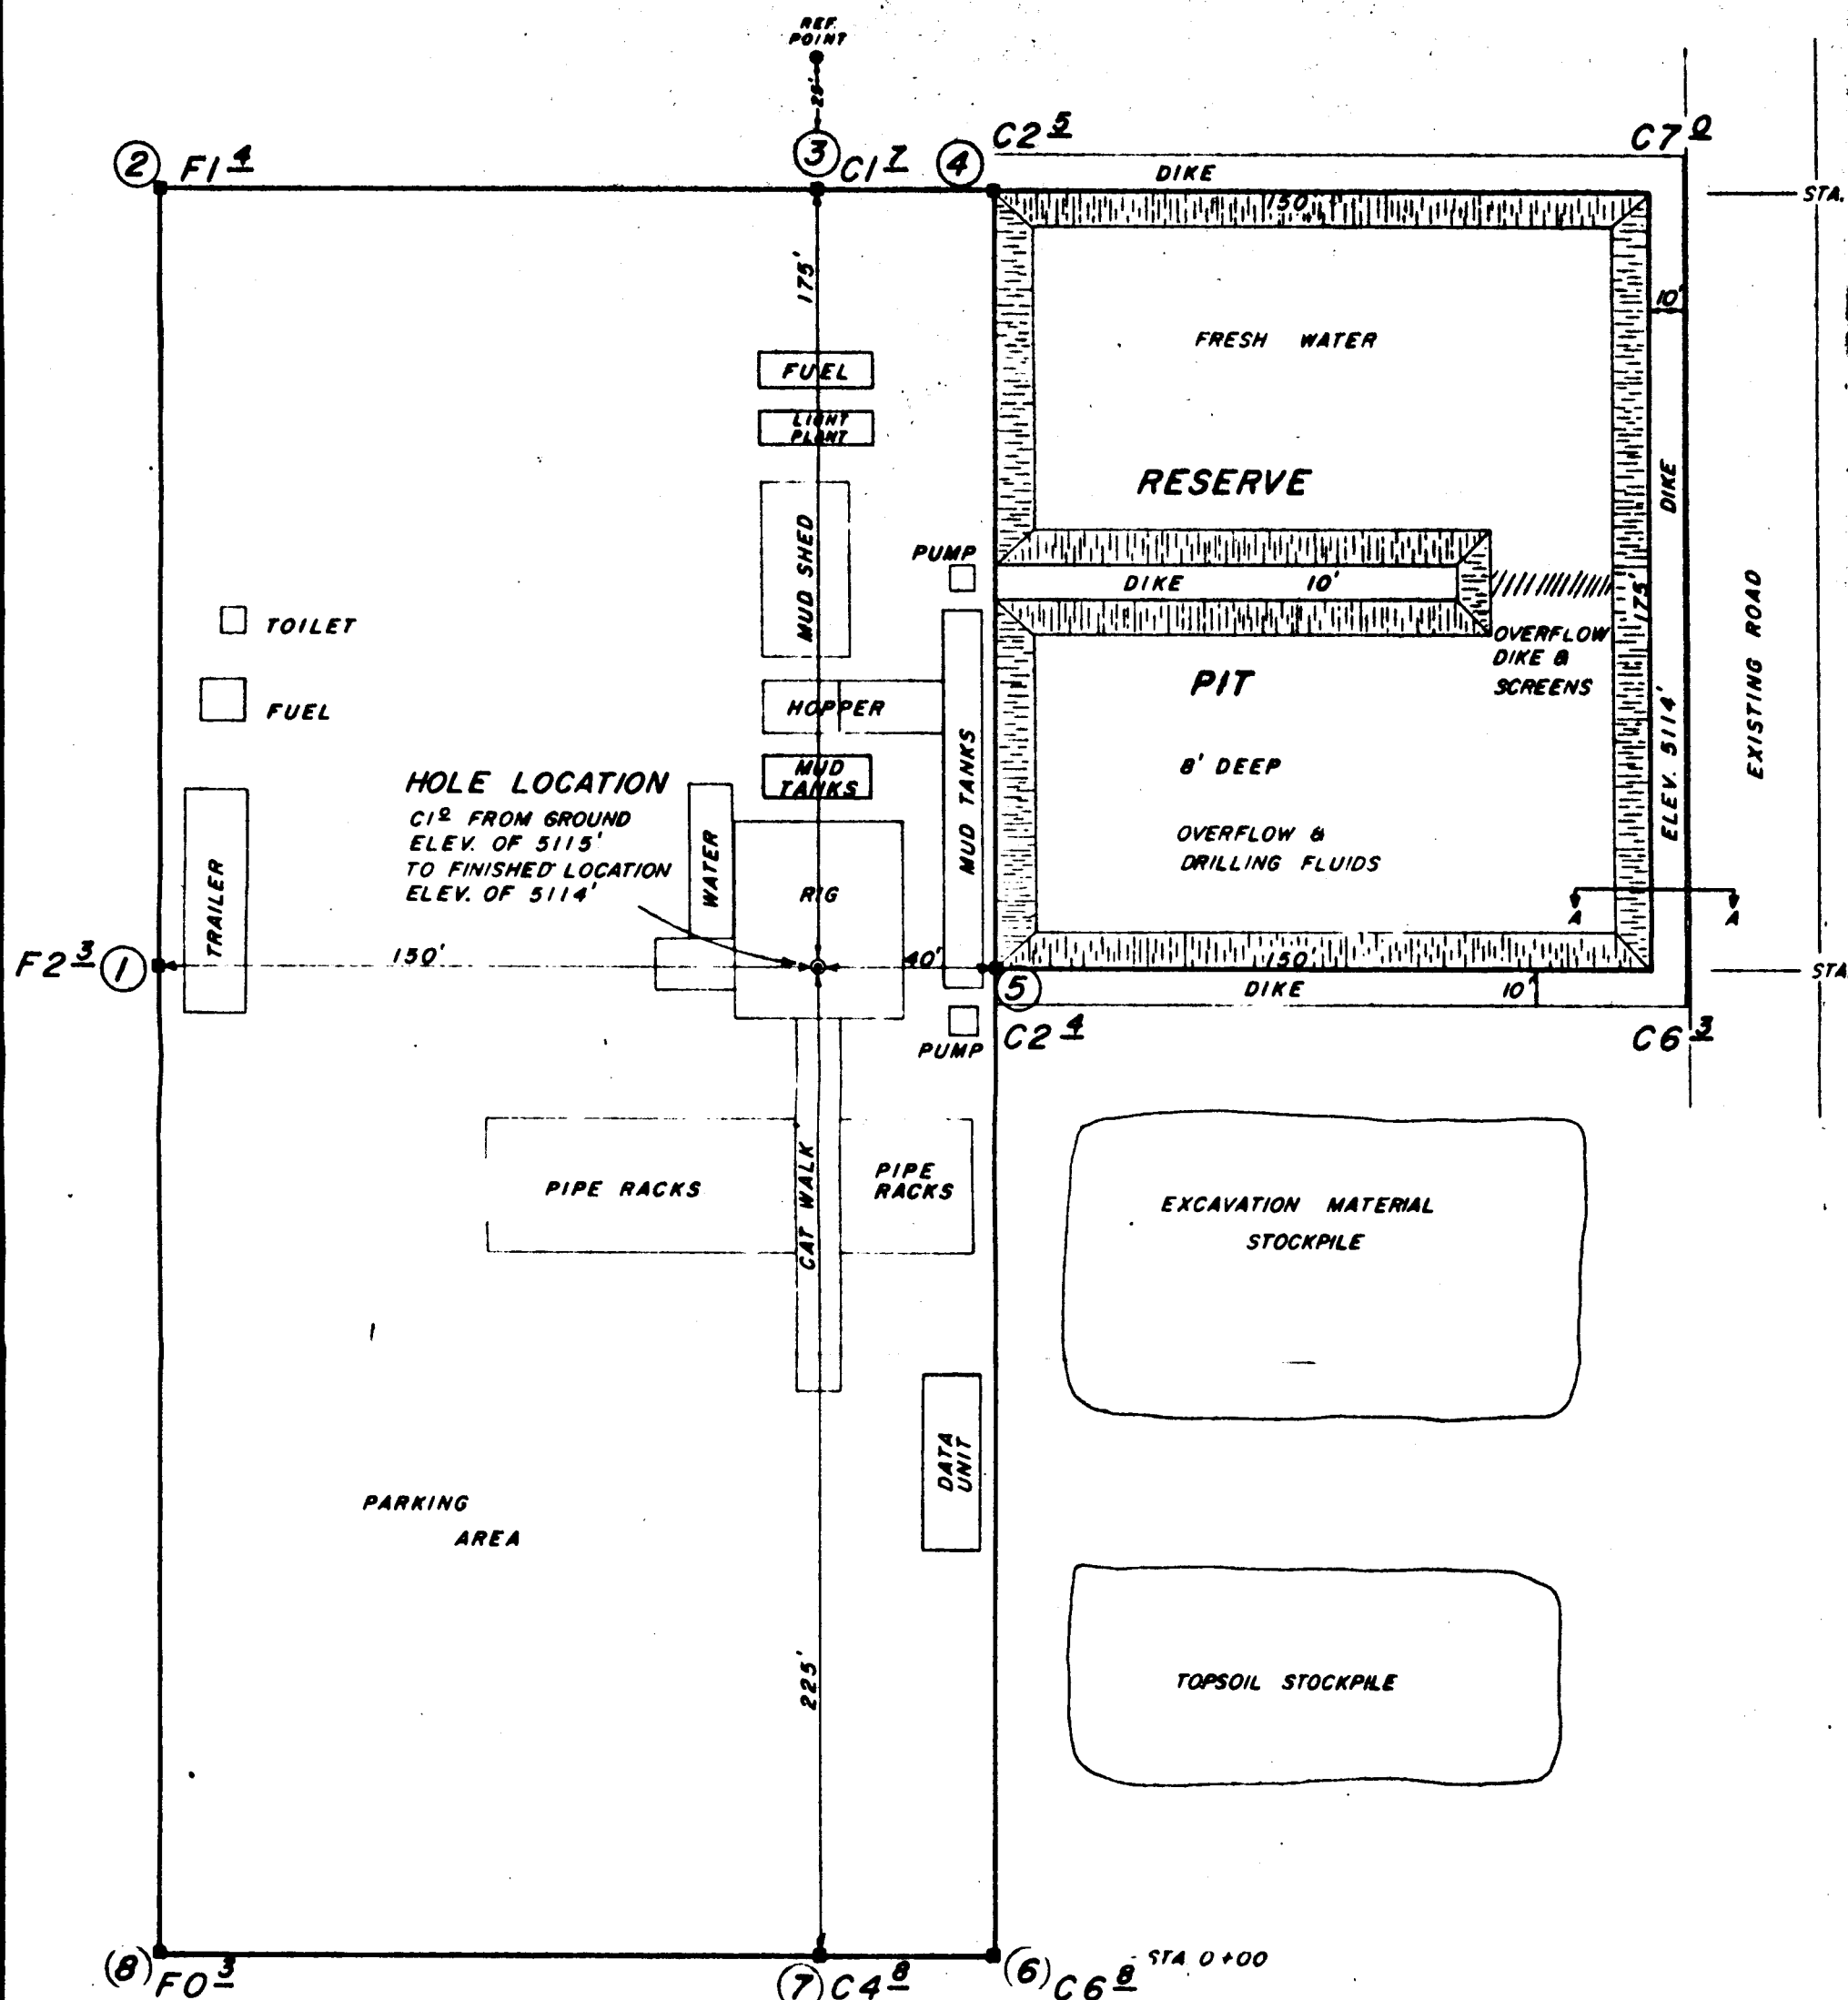 REF.
POINT
25'
2 F1 4
3 C1 7
4
C2 5
C7 0
DIKE
STA.
150'
175'
10'
FUEL
FRESH WATER
LIGHT
PLANT
RESERVE
DIKE
MUD SHED
PUMP
DIKE 10'
175'
EXISTING ROAD
TOILET
OVERFLOW
DIKE &
SCREENS
PIT
FUEL
HOPPER
MUD TANKS
ELEV. 5114'
8' DEEP
HOLE LOCATION
C1 FROM GROUND
ELEV. OF 5115'
TO FINISHED LOCATION
ELEV. OF 5114'
MUD
TANKS
WATER
OVERFLOW &
DRILLING FLUIDS
TRAILER
RIG
A A
F2 3 1
150'
40'
150
STA
5
DIKE 10'
C2 4
C6 3
PUMP
PIPE RACKS
CAT WALK
PIPE
RACKS
EXCAVATION MATERIAL
STOCKPILE
DATA
UNIT
PARKING
AREA
225'
TOPSOIL STOCKPILE
(8) F0 3
(7) C4 8
(6) C6 8
STA 0+00